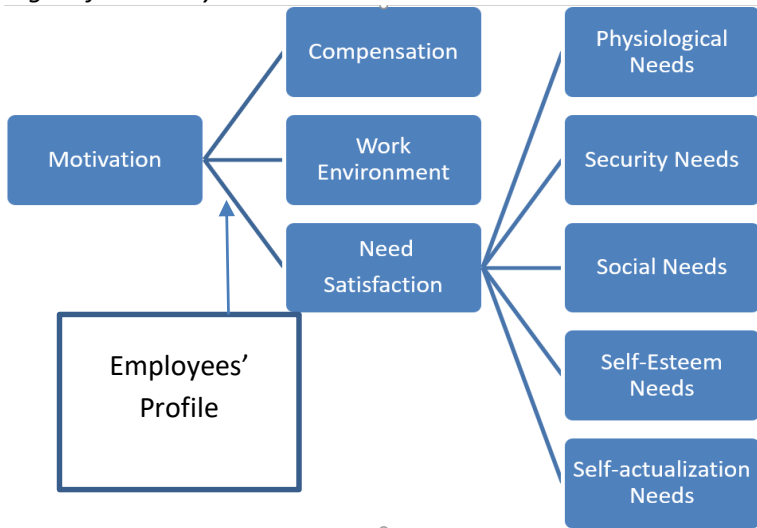 Motivation
Compensation
Work
Environment
Need
Satisfaction
Physiological
Needs
Security Needs
Social Needs
Self-Esteem
Needs
Self-actualization
Needs
Employees’
Profile